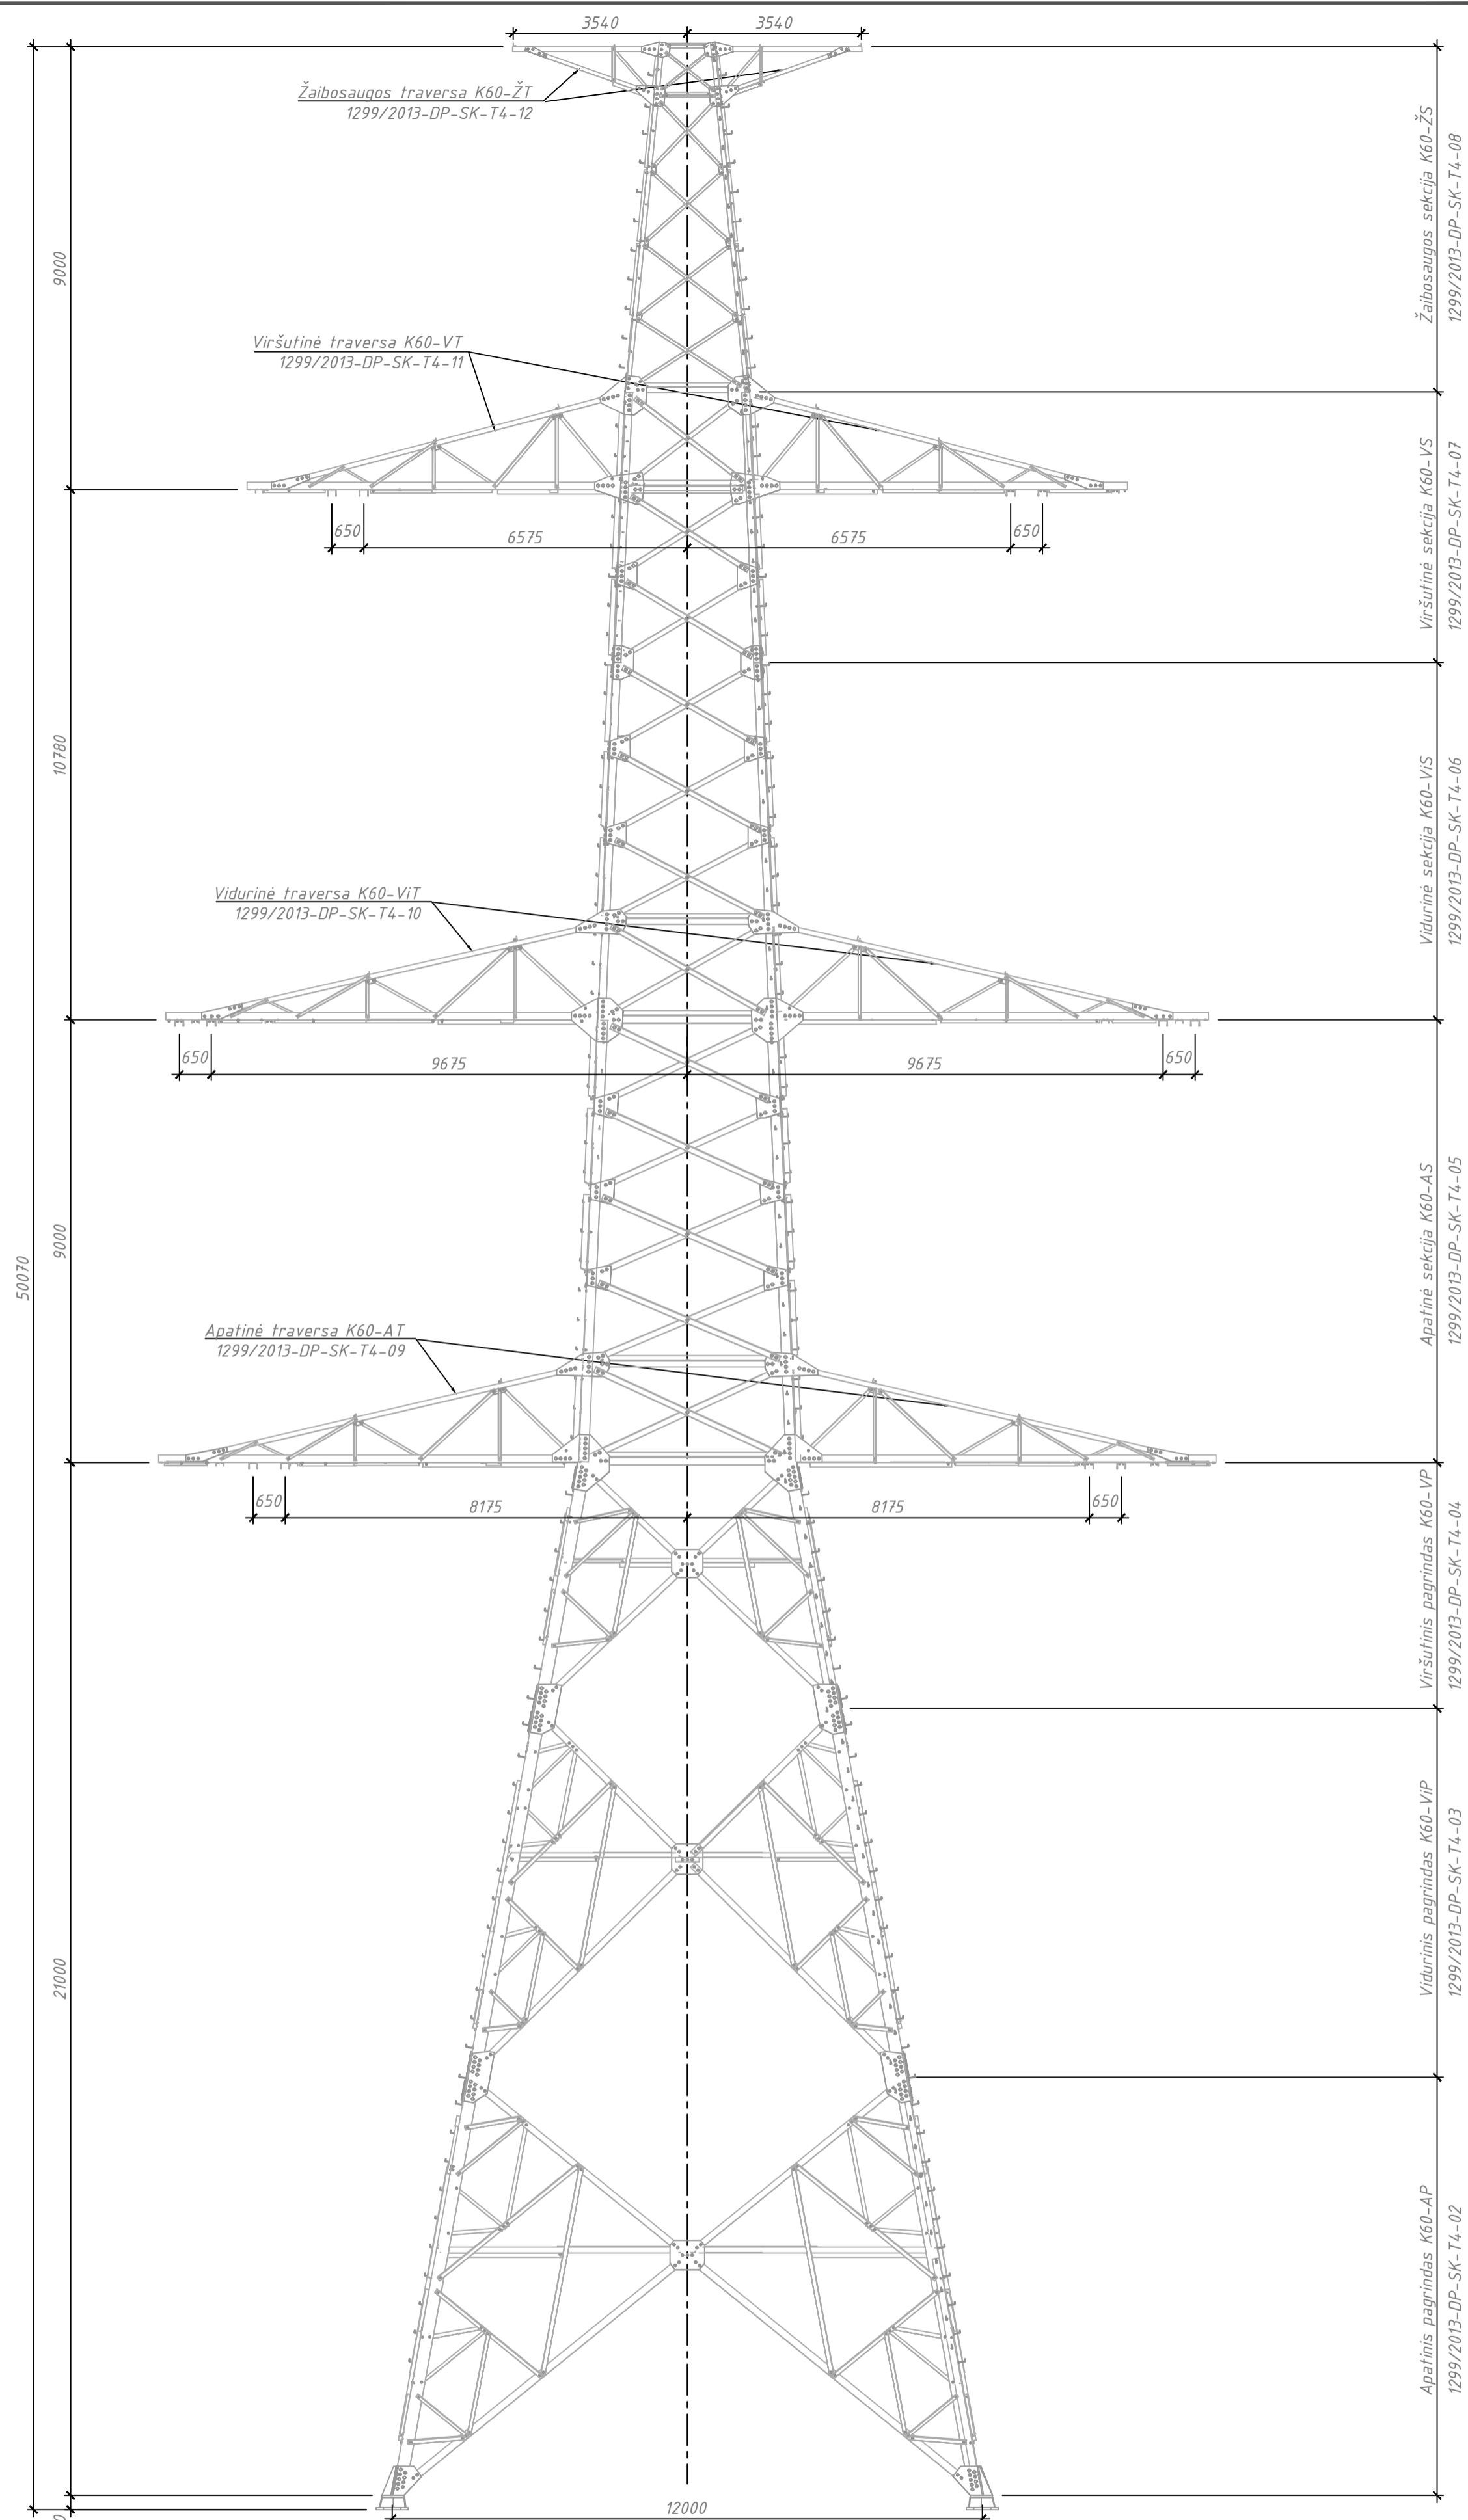 3540
3540
Žaibosaugos traversa K60-ŽT
1299/2013-DP-SK-T4-12
Žaibosaugos sekcija K60-ŽS
1299/2013-DP-SK-T4-08
9000
Viršutinė traversa K60-VT
1299/2013-DP-SK-T4-11
650
6575
6575
650
Viršutinė sekcija K60-VS
1299/2013-DP-SK-T4-07
10780
Vidurinė sekcija K60-ViS
1299/2013-DP-SK-T4-06
Vidurinė traversa K60-ViT
1299/2013-DP-SK-T4-10
650
9675
9675
650
9000
50070
Apatinė sekcija K60-AS
1299/2013-DP-SK-T4-05
Apatinė traversa K60-AT
1299/2013-DP-SK-T4-09
650
8175
8175
650
Viršutinis pagrindas K60-VP
1299/2013-DP-SK-T4-04
21000
Vidurinis pagrindas K60-ViP
1299/2013-DP-SK-T4-03
Apatinis pagrindas K60-AP
1299/2013-DP-SK-T4-02
12000